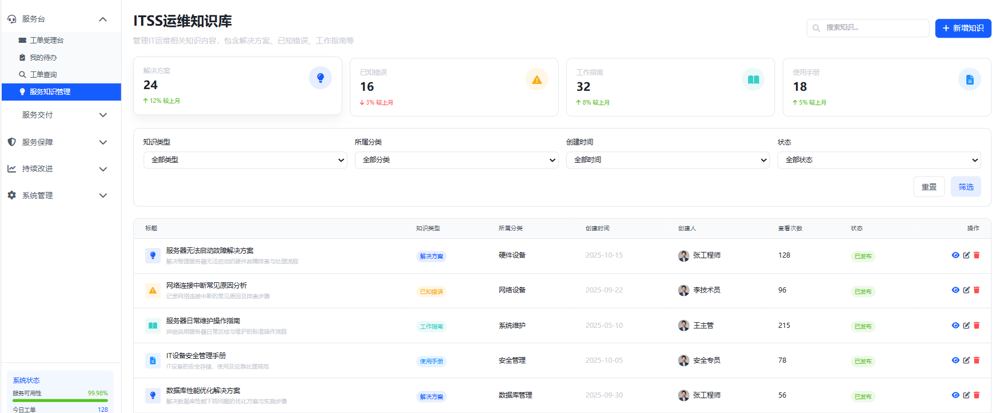 服务台
工单受理台
我的待办
工单查询
服务知识管理
服务交付
服务保障
持续改进
系统管理
系统状态
服务可用性 99.98%
今日工单 128
ITSS运维知识库
管理IT运维相关知识内容，包含解决方案、已知错误、工作指南等
搜索知识...
新增知识
解决方案
24
12% 较上月
已知错误
16
3% 较上月
工作指南
32
8% 较上月
使用手册
18
5% 较上月
知识类型 所属分类 创建时间 状态
全部类型 全部分类 全部时间 全部状态
重置 筛选
标题 知识类型 所属分类 创建时间 创建人 查看次数 状态 操作
服务器无法启动故障解决方案
解决物理服务器无法启动的硬件故障排查与处理流程
解决方案 硬件设备 2025-10-15 张工程师 128 已发布
网络连接中断常见原因分析
记录网络连接中断的常见原因及排查步骤
已知错误 网络设备 2025-09-22 李技术员 96 已发布
服务器日常维护操作指南
详细说明服务器日常巡检与维护的标准操作流程
工作指南 系统维护 2025-05-10 王主管 215 已发布
IT设备安全管理手册
IT设备的安全存储、使用及应急处理规范
使用手册 安全管理 2025-10-05 安全专员 78 已发布
数据库性能优化解决方案
解决数据库性能下降问题的优化方案与实施步骤
解决方案 数据库管理 2025-09-30 张工程师 56 已发布